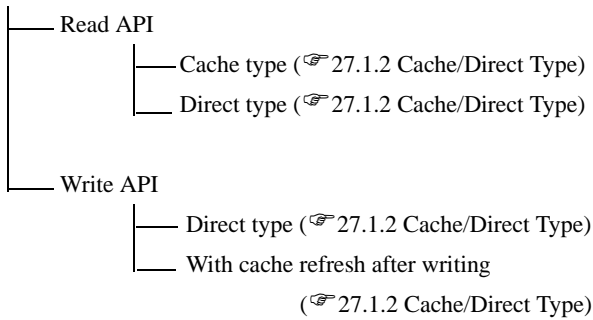 Read API
Cache type (☞ 27.1.2 Cache/Direct Type)
Direct type (☞ 27.1.2 Cache/Direct Type)
Write API
Direct type (☞ 27.1.2 Cache/Direct Type)
With cache refresh after writing
(☞ 27.1.2 Cache/Direct Type)